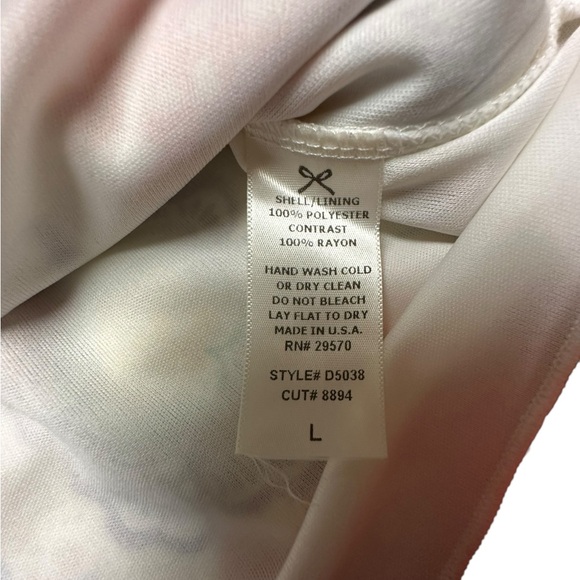 SHELL/LINING
100% POLYESTER
CONTRAST
100% RAYON
HAND WASH COLD
OR DRY CLEAN
DO NOT BLEACH
LAY FLAT TO DRY
MADE IN U.S.A.
RN# 29570
STYLE# D5038
CUT# 8894
L